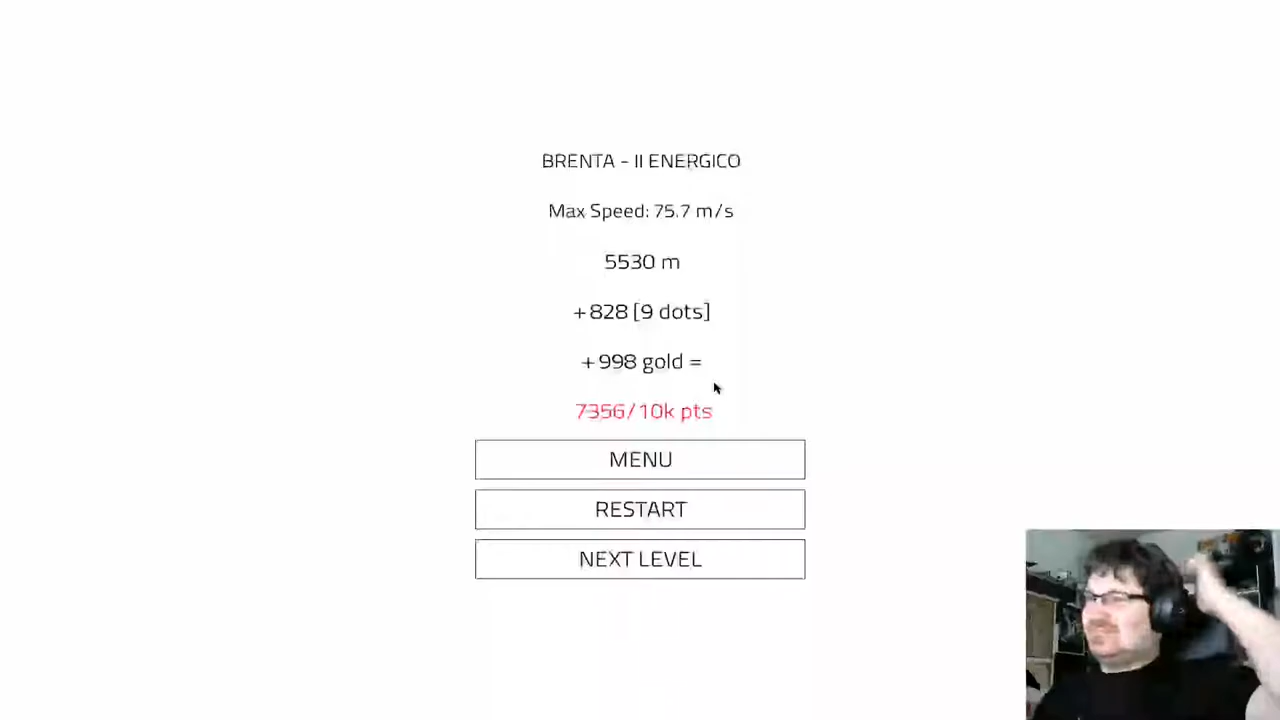 BRENTA - II ENERGICO
Max Speed: 75.7 m/s
5530 m
+828 [9 dots]
+998 gold =
7356/10k pts
MENU
RESTART
NEXT LEVEL